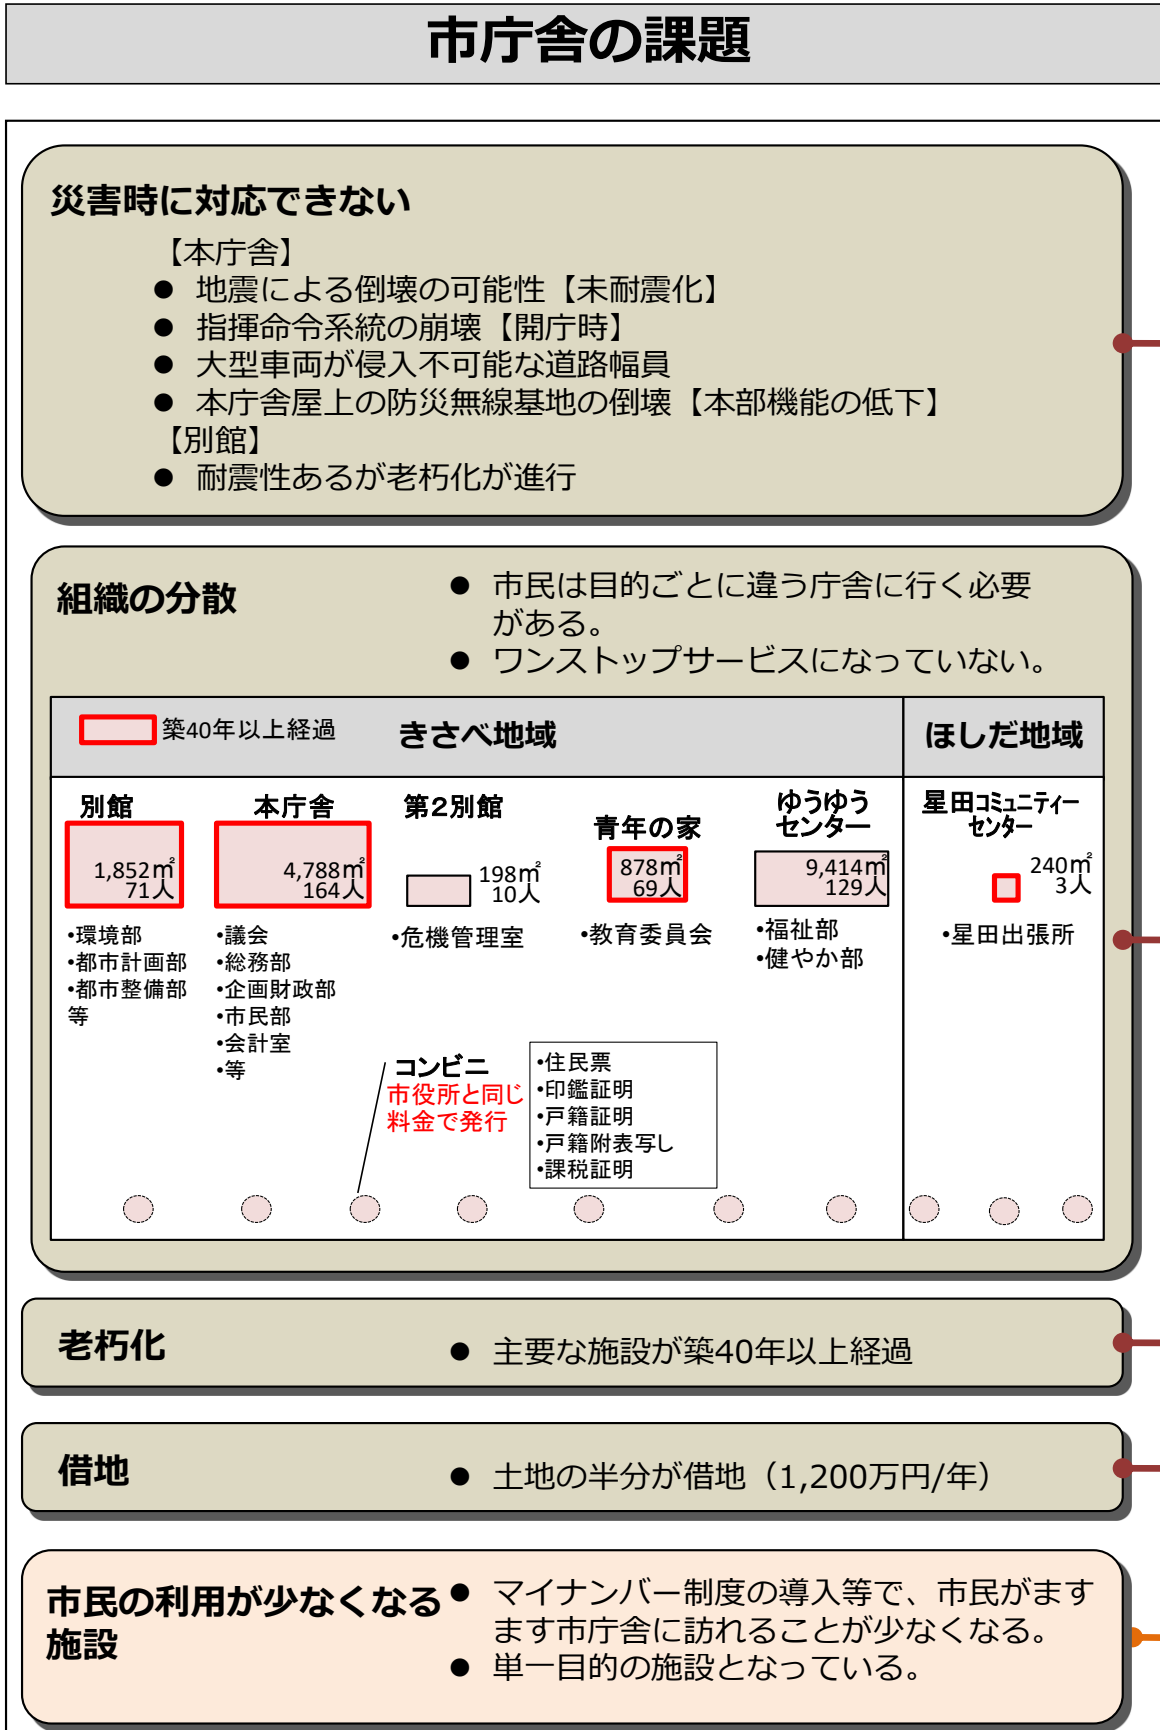 市庁舎の課題
災害時に対応できない
【本庁舎】
● 地震による倒壊の可能性【未耐震化】
● 指揮命令系統の崩壊【開庁時】
● 大型車両が侵入不可能な道路幅員
● 本庁舎屋上の防災無線基地の倒壊【本部機能の低下】
【別館】
● 耐震性あるが老朽化が進行
組織の分散
● 市民は目的ごとに違う庁舎に行く必要
がある。
● ワンストップサービスになっていない。
築40年以上経過
きさべ地域
ほしだ地域
別館
1,852㎡
71人
•環境部
•都市計画部
•都市整備部
等
本庁舎
4,788㎡
164人
•議会
•総務部
•企画財政部
•市民部
•会計室
•等
第２別館
198㎡
10人
•危機管理室
青年の家
878㎡
69人
•教育委員会
ゆうゆう
センター
9,414㎡
129人
•福祉部
•健やか部
星田コミュニティー
センター
240㎡
3人
•星田出張所
コンビニ
市役所と同じ
料金で発行
•住民票
•印鑑証明
•戸籍証明
•戸籍附表写し
•課税証明
老朽化
● 主要な施設が築40年以上経過
借地
● 土地の半分が借地（1,200万円/年）
市民の利用が少なくなる
施設
● マイナンバー制度の導入等で、市民がます
ます市庁舎に訪れることが少なくなる。
● 単一目的の施設となっている。